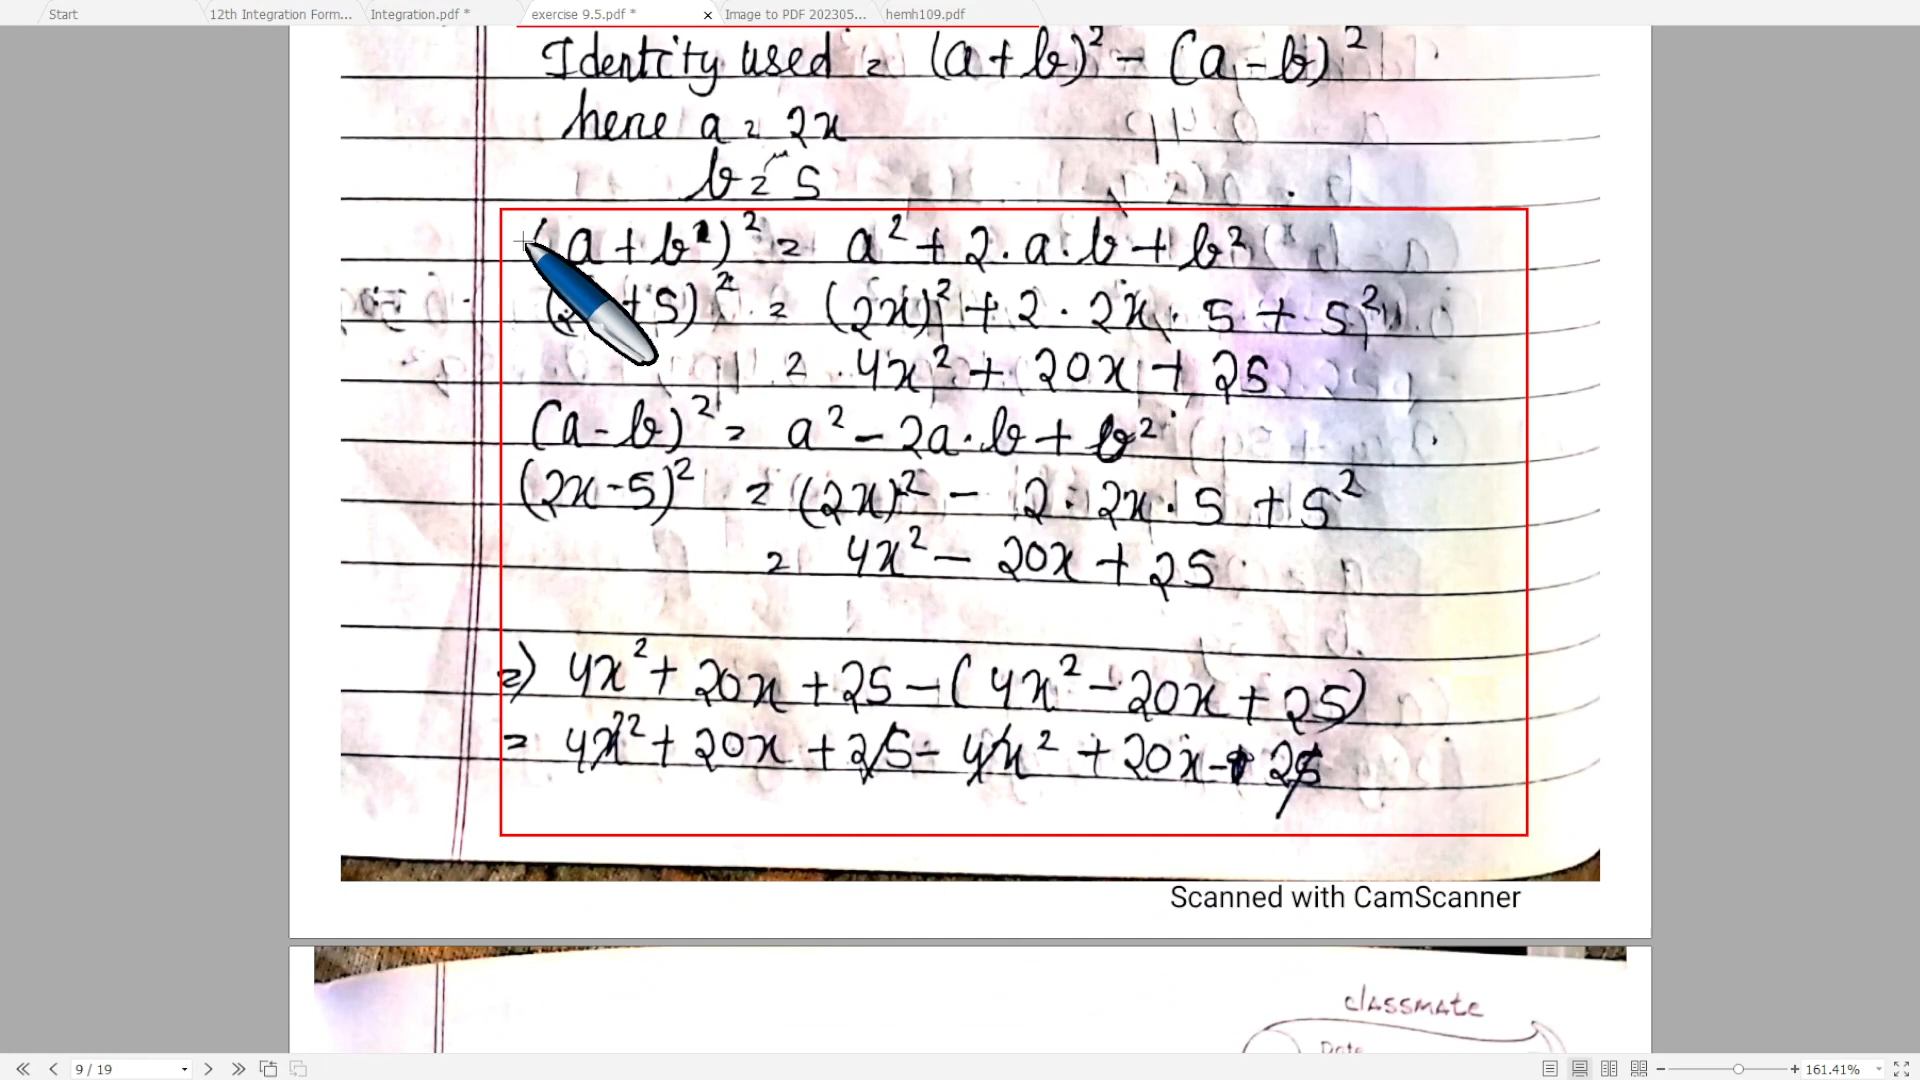 Start 12th Integration Form... Integration.pdf * exercise 9.5.pdf * × Image to PDF 202305... hemh109.pdf
Identity used = (a+b)² - (a-b)²
here a = 2x
b = 5
(a+b)² = a² + 2·a·b + b²
+5)² = (2x)² + 2·2x·5 + 5²
= 4x² + 20x + 25
(a-b)² = a² - 2a·b + b²
(2x-5)² = (2x)² - 2·2x·5 + 5²
= 4x² - 20x + 25
=) 4x² + 20x + 25 - (4x² - 20x + 25)
= 4x² + 20x + 25 - 4x² + 20x - 25
Scanned with CamScanner
classmate
Date
9 / 19 161.41%